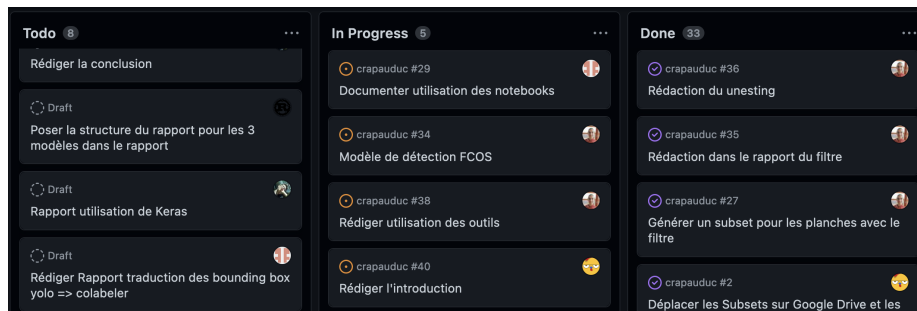 Todo 8
Rédiger la conclusion
Draft
Poser la structure du rapport pour les 3
modèles dans le rapport
Draft
Rapport utilisation de Keras
Draft
Rédiger Rapport traduction des bounding box
yolo => colabeler
In Progress 5
crapauduc #29
Documenter utilisation des notebooks
crapauduc #34
Modèle de détection FCOS
crapauduc #38
Rédiger utilisation des outils
crapauduc #40
Rédiger l'introduction
Done 33
crapauduc #36
Rédaction du unesting
crapauduc #35
Rédaction dans le rapport du filtre
crapauduc #27
Générer un subset pour les planches avec le
filtre
crapauduc #2
Déplacer les Subsets sur Google Drive et les